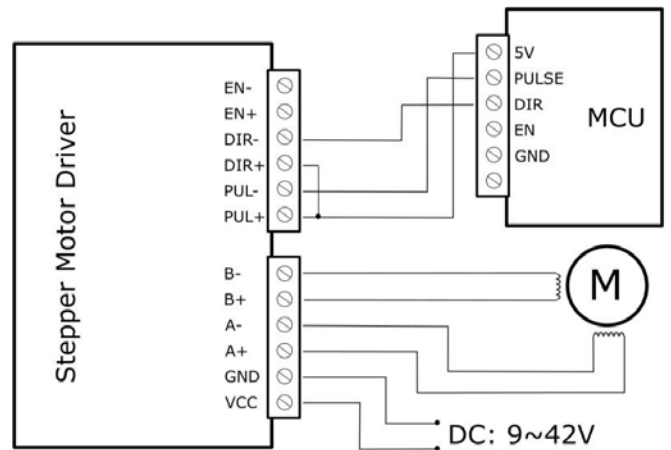 Stepper Motor Driver
EN-
EN+
DIR-
DIR+
PUL-
PUL+
B-
B+
A-
A+
GND
VCC
5V
PULSE
DIR
EN
GND
MCU
M
DC: 9~42V